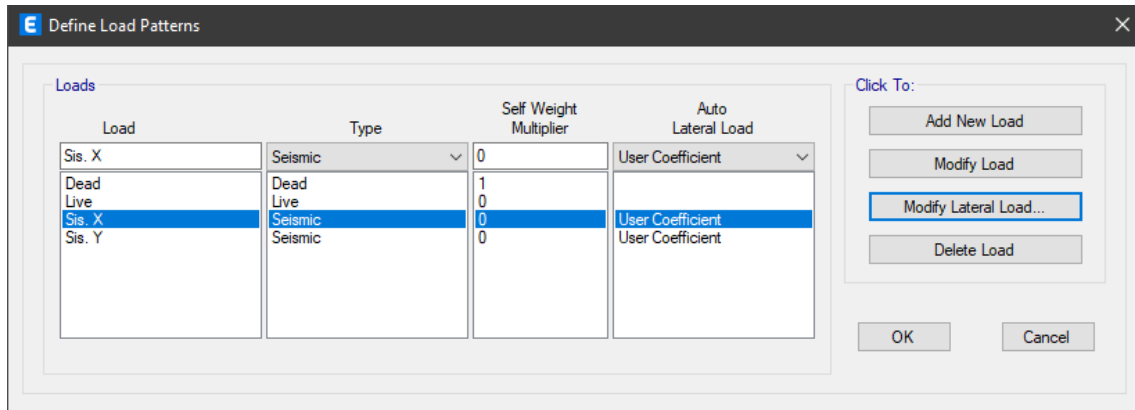 E Define Load Patterns
Loads
Click To:
Load Type Self Weight Multiplier Auto Lateral Load
Sis. X Seismic 0 User Coefficient
Dead Dead 1
Live Live 0
Sis. X Seismic 0 User Coefficient
Sis. Y Seismic 0 User Coefficient
Add New Load
Modify Load
Modify Lateral Load...
Delete Load
OK Cancel